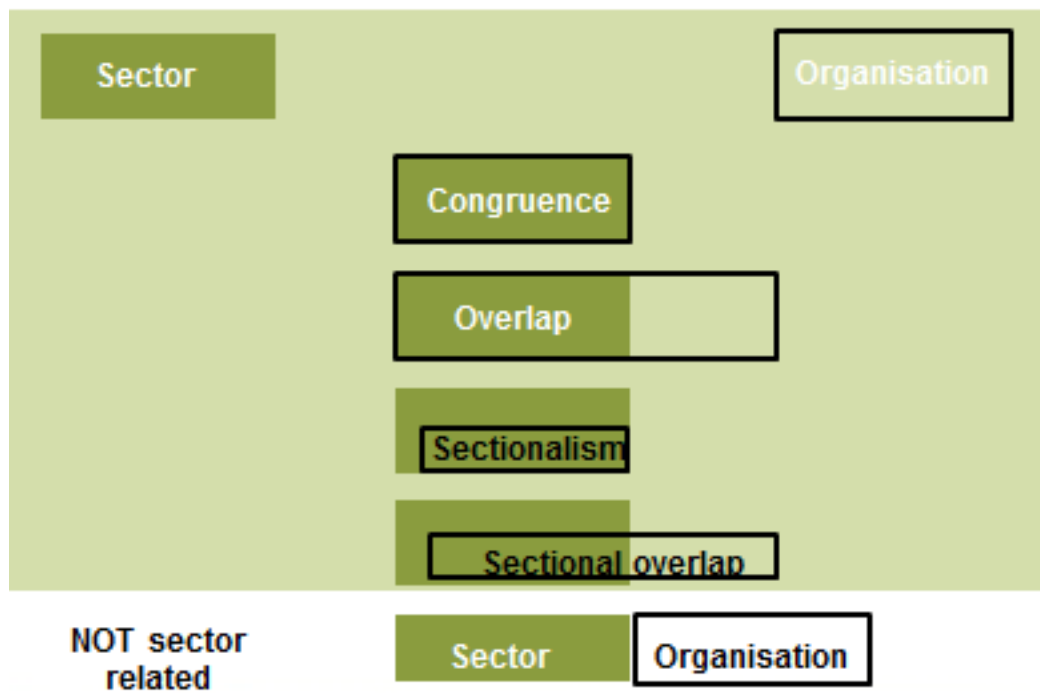 Sector
Organisation
Congruence
Overlap
Sectionalism
Sectional overlap
NOT sector
related
Sector
Organisation